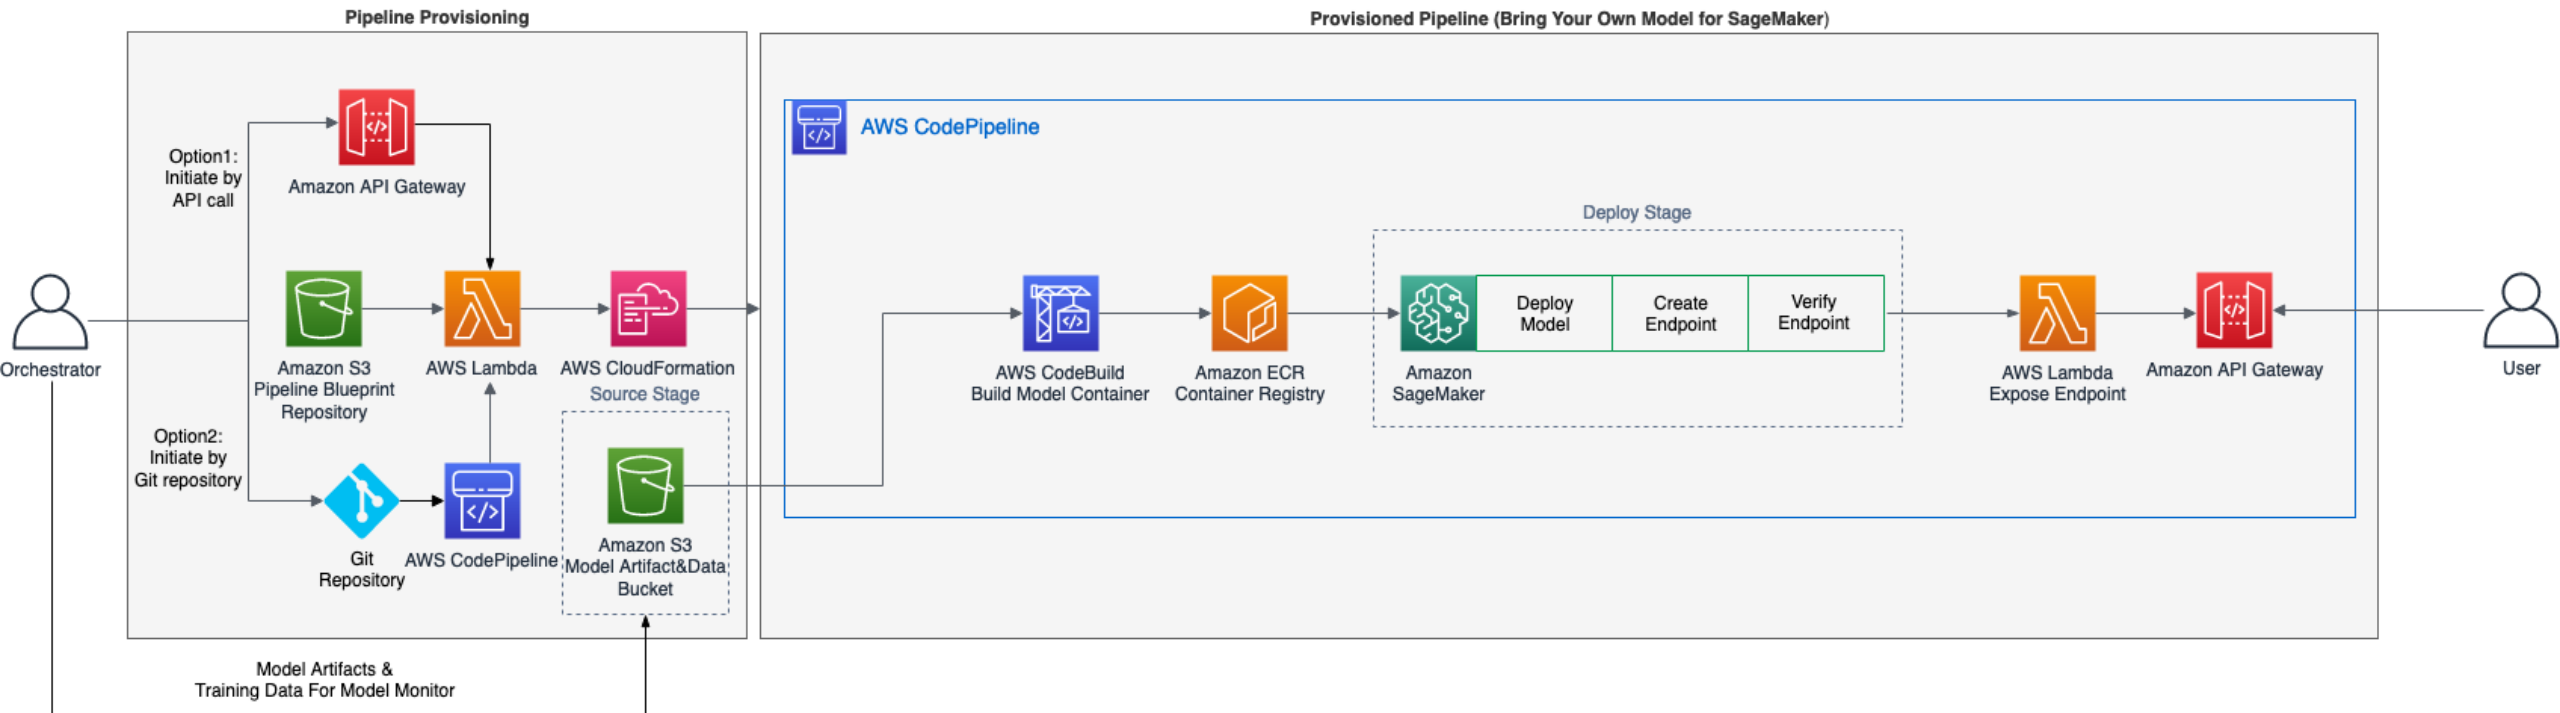 Pipeline Provisioning
Provisioned Pipeline (Bring Your Own Model for SageMaker)
AWS CodePipeline
Option1:
Initiate by
API call
Amazon API Gateway
Deploy Stage
Deploy
Model
Create
Endpoint
Verify
Endpoint
Orchestrator
Amazon S3
Pipeline Blueprint
Repository
AWS Lambda
AWS CloudFormation
Source Stage
AWS CodeBuild
Build Model Container
Amazon ECR
Container Registry
Amazon
SageMaker
AWS Lambda
Expose Endpoint
Amazon API Gateway
User
Option2:
Initiate by
Git repository
Git
Repository
AWS CodePipeline
Amazon S3
Model Artifact&Data
Bucket
Model Artifacts &
Training Data For Model Monitor